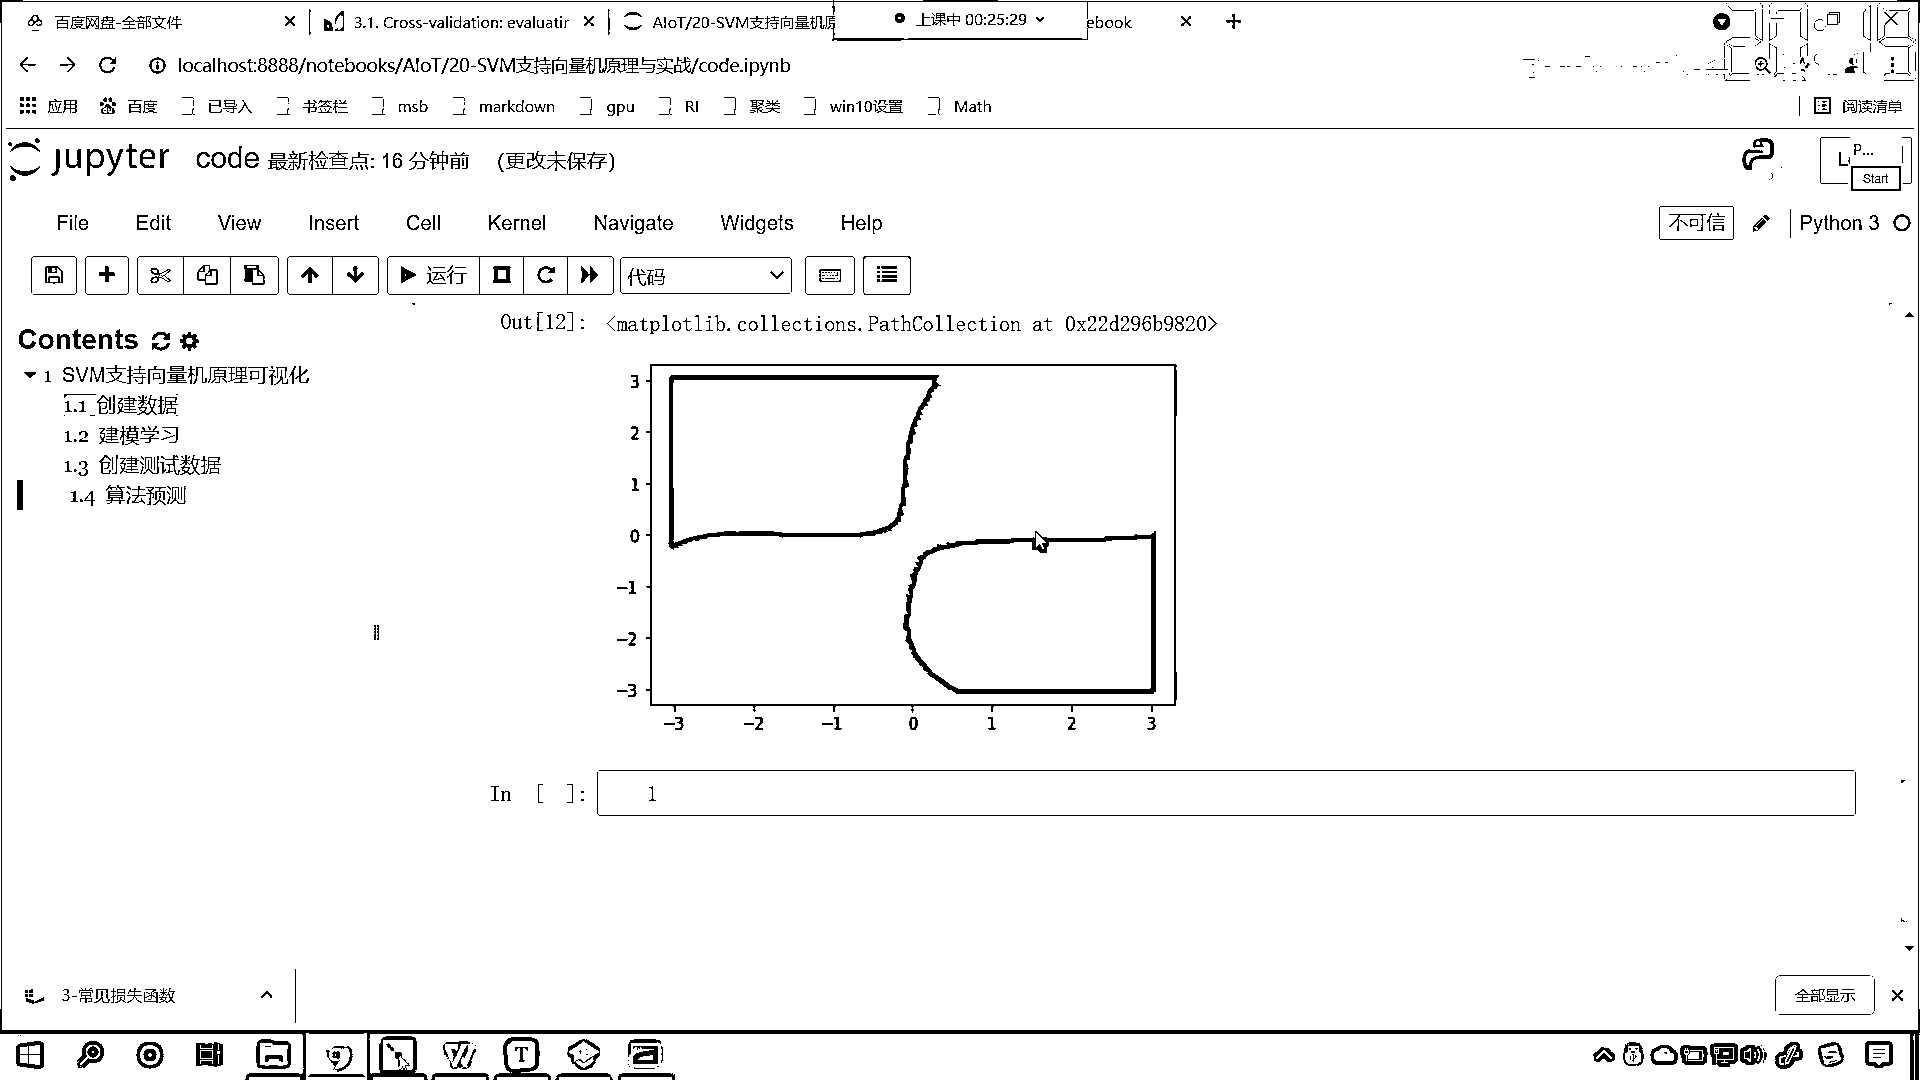 百度网盘-全部文件
3.1. Cross-validation: evaluatir
AIoT/20-SVM支持向量机原
上课中 00:25:29
ebook
localhost:8888/notebooks/AIoT/20-SVM支持向量机原理与实战/code.ipynb
应用 百度 已导入 书签栏 msb markdown gpu RI 聚类 win10设置 Math 阅读清单
jupyter code 最新检查点: 16 分钟前 (更改未保存)
P...
Start
File Edit View Insert Cell Kernel Navigate Widgets Help 不可信 Python 3
运行 代码
Contents
1 SVM支持向量机原理可视化
1.1 创建数据
1.2 建模学习
1.3 创建测试数据
1.4 算法预测
Out[12]: <matplotlib.collections.PathCollection at 0x22d296b9820>
3
2
1
0
−1
−2
−3
−3 −2 −1 0 1 2 3
In [ ]: 1
3-常见损失函数
全部显示